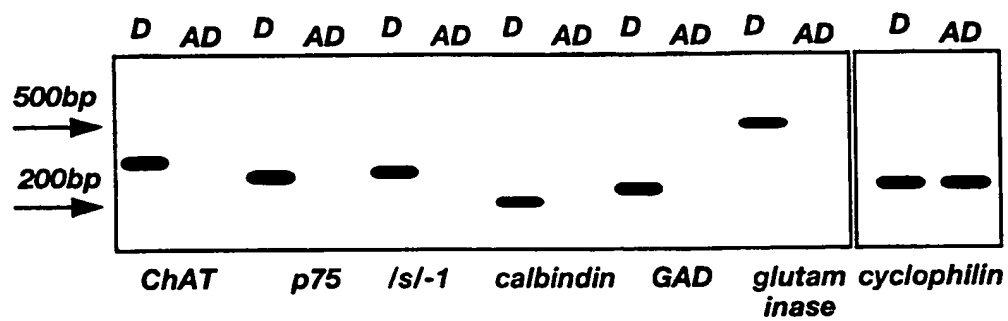 D AD D AD D AD D AD D AD D AD D AD
500bp
200bp
ChAT p75 /s/-1 calbindin GAD glutam cyclophilin
inase